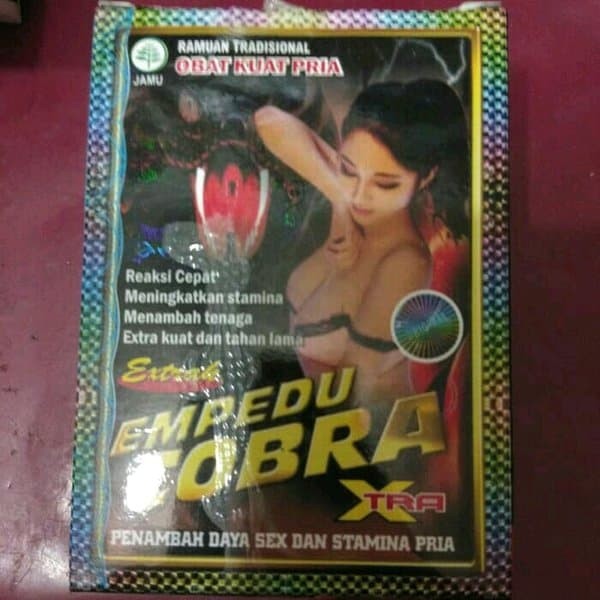 RAMUAN TRADISIONAL
OBAT KUAT PRIA
JAMU
Reaksi Cepat
Meningkatkan stamina
Menambah tenaga
Extra kuat dan tahan lama
EMPEDU
COBRA
XTRA
PENAMBAH DAYA SEX DAN STAMINA PRIA